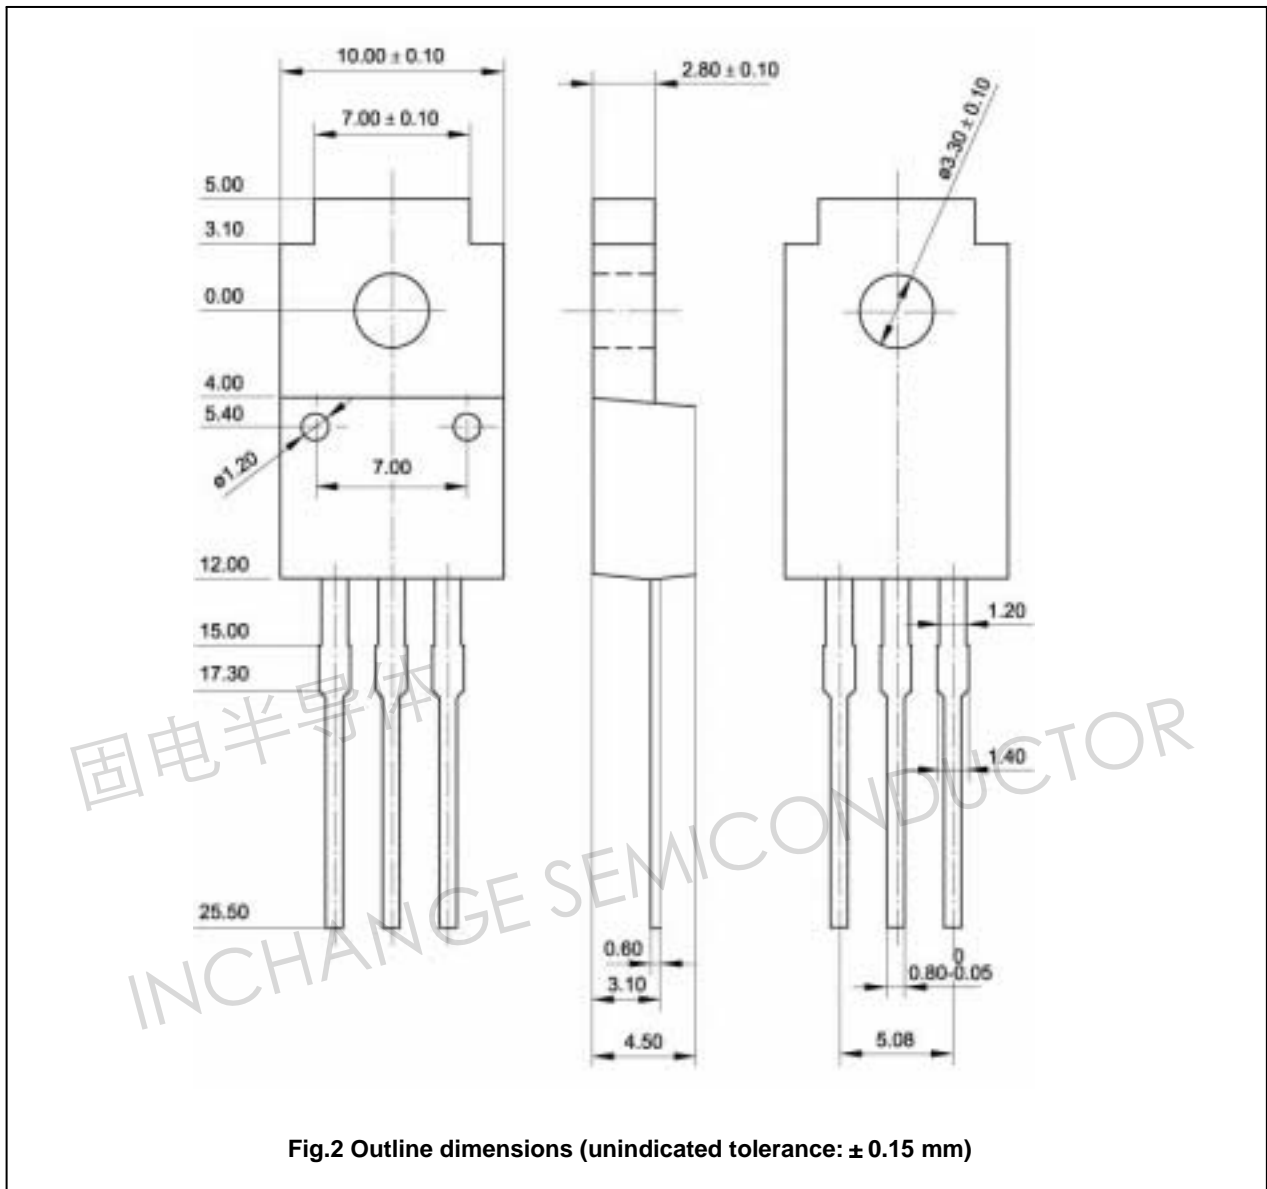 10.00 ± 0.10
2.80 ± 0.10
7.00 ± 0.10
ø3.30 ± 0.10
5.00
3.10
0.00
4.00
5.40
ø1.20
7.00
12.00
15.00
1.20
17.30
固电半导体
1.40
INCHANGE SEMICONDUCTOR
25.50
0.60
0
0.80-0.05
3.10
4.50
5.08
Fig.2 Outline dimensions (unindicated tolerance: ± 0.15 mm)